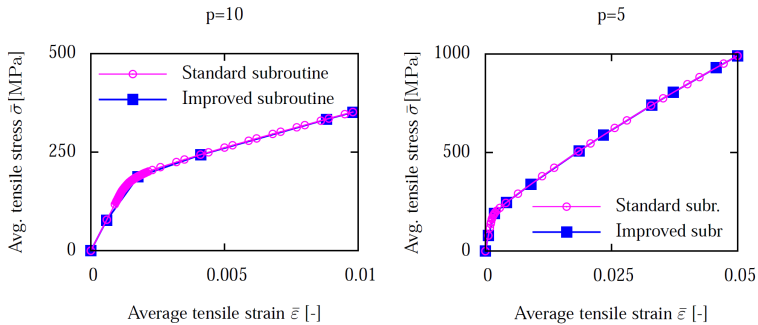 p=10
Avg. tensile stress σ̄ [MPa]
500
250
0
Standard subroutine
Improved subroutine
0 0.005 0.01
Average tensile strain ε̄ [-]
p=5
Avg. tensile stress σ̄ [MPa]
1000
500
0
Standard subr.
Improved subr
0 0.025 0.05
Average tensile strain ε̄ [-]